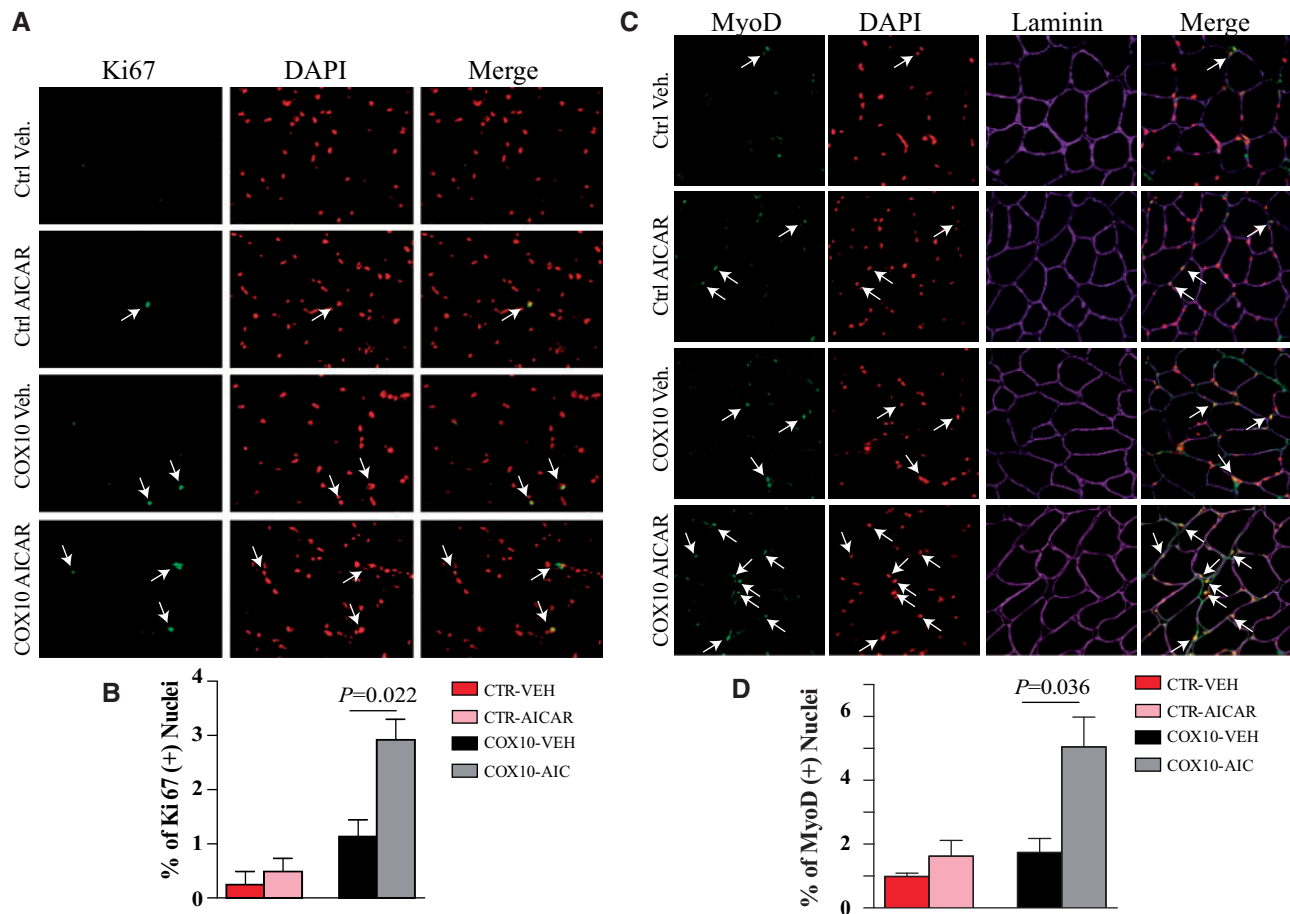 A
Ki67 DAPI Merge
Ctrl Veh.
Ctrl AICAR
COX10 Veh.
COX10 AICAR
B
% of Ki 67 (+) Nuclei
4
3
2
1
0
P=0.022
CTR-VEH
CTR-AICAR
COX10-VEH
COX10-AIC
C
MyoD DAPI Laminin Merge
Ctrl Veh.
Ctrl AICAR
COX10 Veh.
COX10 AICAR
D
% of MyoD (+) Nuclei
6
4
2
0
P=0.036
CTR-VEH
CTR-AICAR
COX10-VEH
COX10-AIC